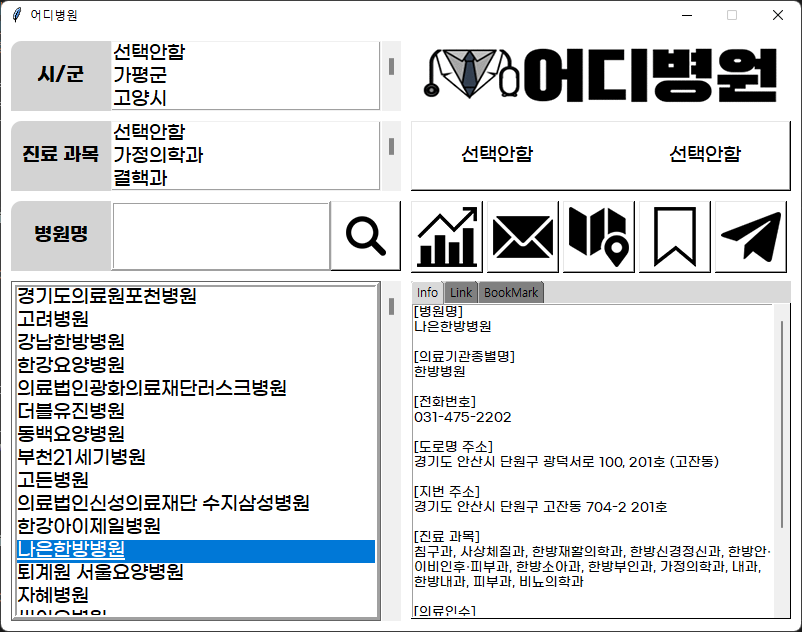 어디병원
시/군
선택안함
가평군
고양시
어디병원
진료 과목
선택안함
가정의학과
결핵과
선택안함
선택안함
병원명
경기도의료원포천병원
고려병원
강남한방병원
한강요양병원
의료법인광화의료재단러스크병원
더블유진병원
동백요양병원
부천21세기병원
고든병원
의료법인신성의료재단 수지삼성병원
한강아이제일병원
나은한방병원
퇴계원 서울요양병원
자혜병원
Info Link BookMark
[병원명]
나은한방병원
[의료기관종별명]
한방병원
[전화번호]
031-475-2202
[도로명 주소]
경기도 안산시 단원구 광덕서로 100, 201호 (고잔동)
[지번 주소]
경기도 안산시 단원구 고잔동 704-2 201호
[진료 과목]
침구과, 사상체질과, 한방재활의학과, 한방신경정신과, 한방안·
이비인후·피부과, 한방소아과, 한방부인과, 가정의학과, 내과,
한방내과, 피부과, 비뇨의학과
[의료인수]